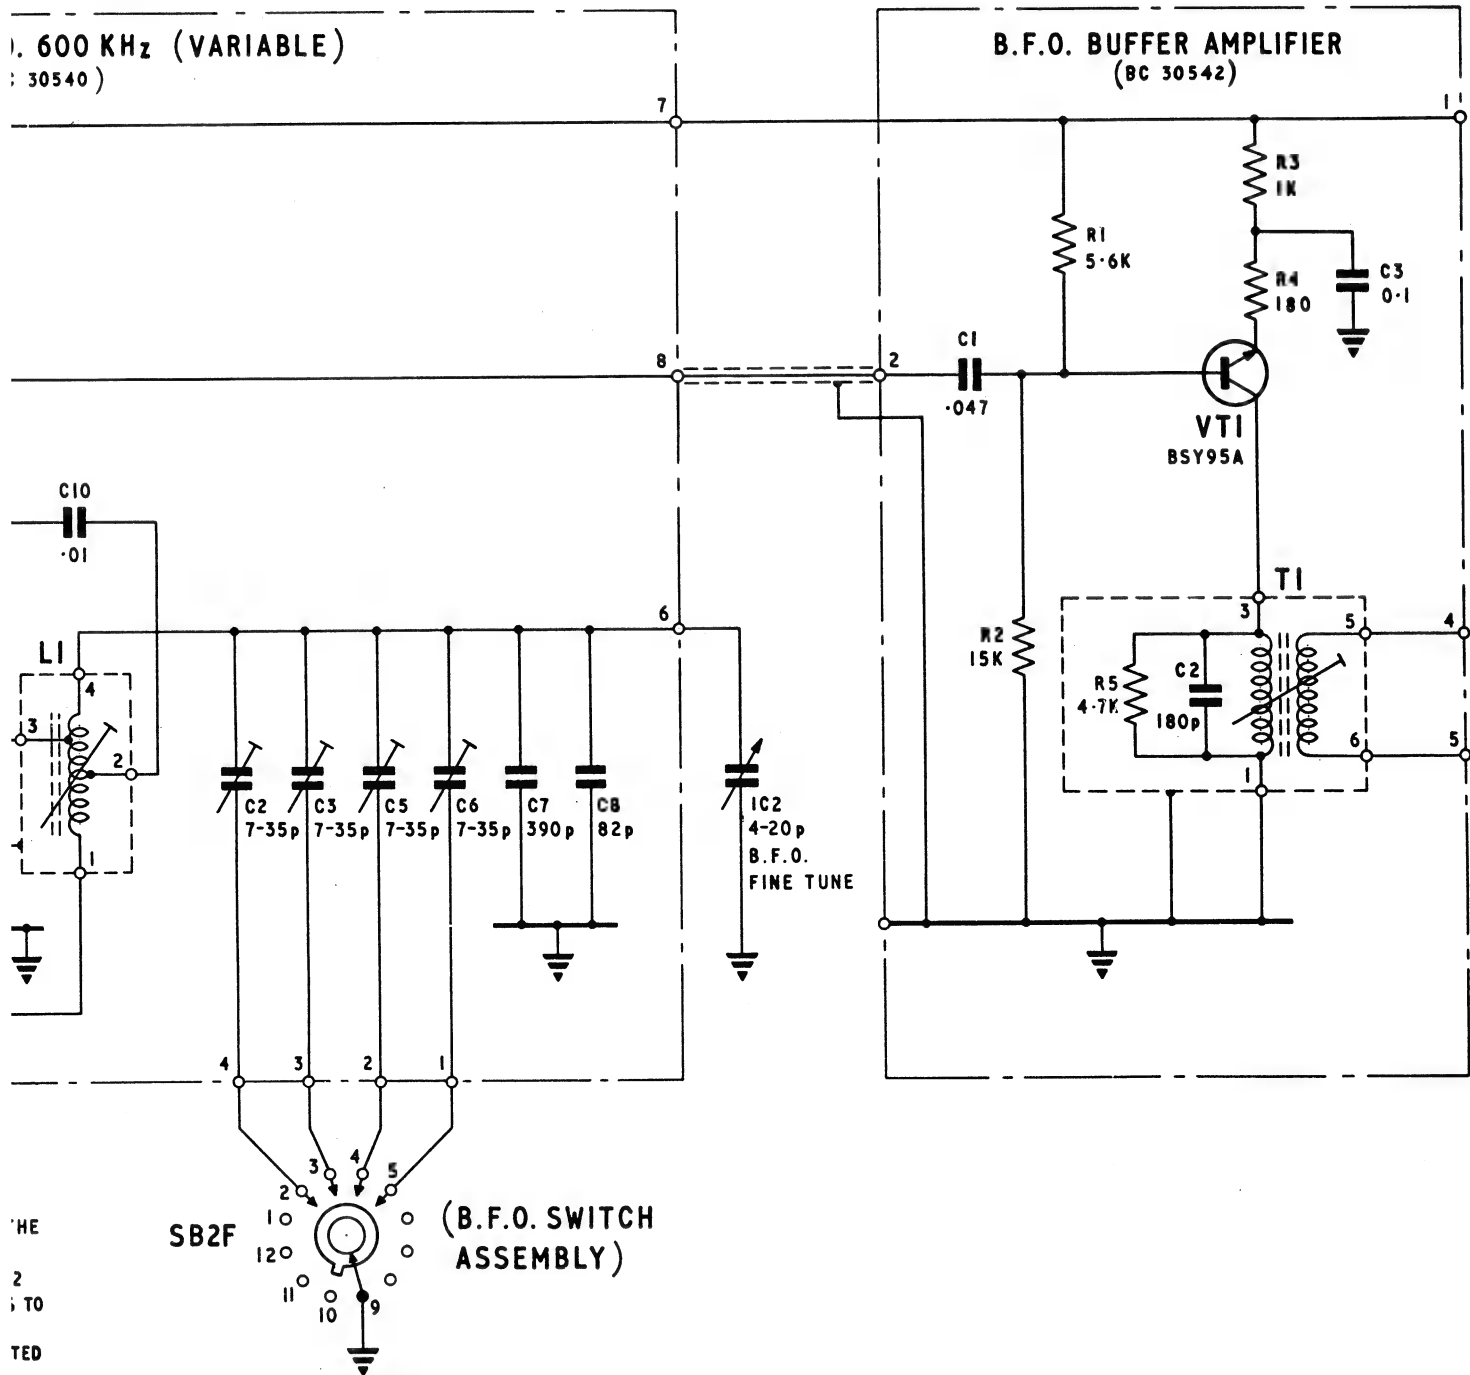 ). 600 KHz (VARIABLE)
30540)
B.F.O. BUFFER AMPLIFIER
(BC 30542)
7
1
R3
1K
R1
5·6K
R4
180
C3
0·1
8
2
C1
·047
VT1
BSY95A
C10
·01
6
T1
3
5
4
R2
15K
L1
4
3
2
1
R5
4·7K
C2
180p
6
5
1
C2
7-35p
C3
7-35p
C5
7-35p
C6
7-35p
C7
390p
C8
82p
1C2
4-20p
B.F.O.
FINE TUNE
4
3
2
1
3
4
5
2
1
12
11
10
9
SB2F
(B.F.O. SWITCH
ASSEMBLY)
HE
2
TO
TED